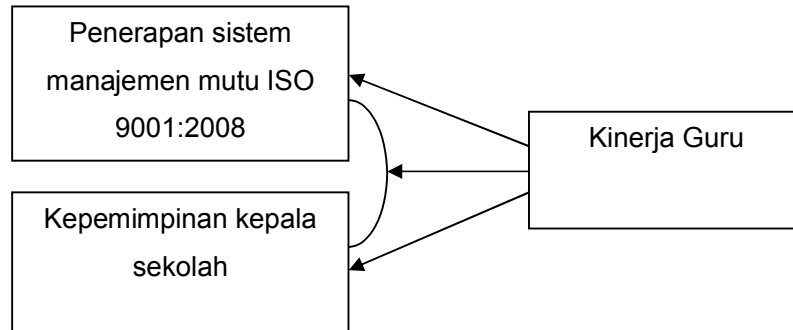 Penerapan sistem
manajemen mutu ISO
9001:2008
Kinerja Guru
Kepemimpinan kepala
sekolah